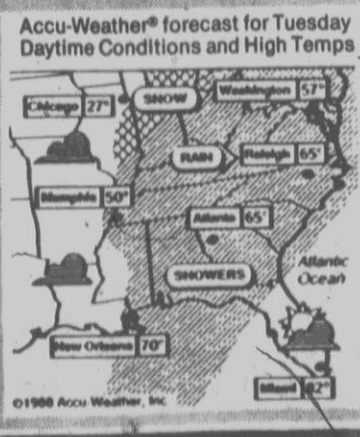 Accu-Weather® forecast for Tuesday
Daytime Conditions and High Temps
Chicago 27°
SNOW
Washington 57°
RAIN
Raleigh 65°
Memphis 50°
Atlanta 65°
SHOWERS
Atlantic
Ocean
New Orleans 70°
Miami 82°
©1988 Accu-Weather, Inc.